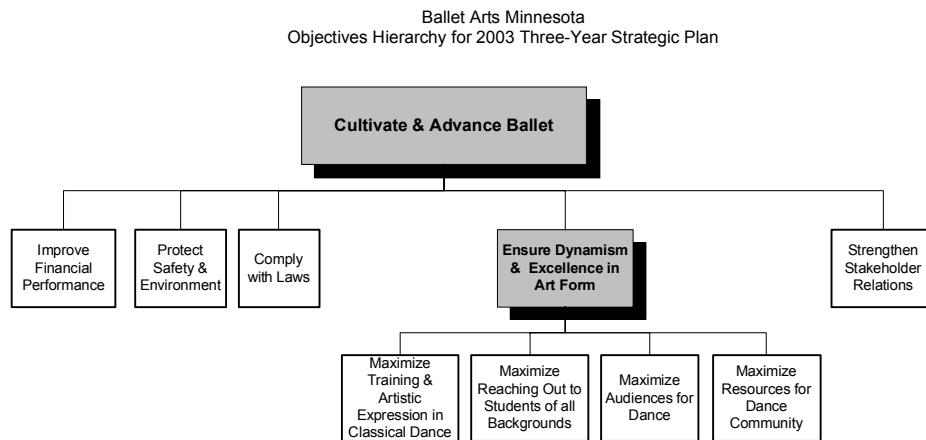 Ballet Arts Minnesota
Objectives Hierarchy for 2003 Three-Year Strategic Plan
Cultivate & Advance Ballet
Improve
Financial
Performance
Protect
Safety &
Environment
Comply
with Laws
Ensure Dynamism
& Excellence in
Art Form
Strengthen
Stakeholder
Relations
Maximize
Training &
Artistic
Expression in
Classical Dance
Maximize
Reaching Out to
Students of all
Backgrounds
Maximize
Audiences for
Dance
Maximize
Resources for
Dance
Community